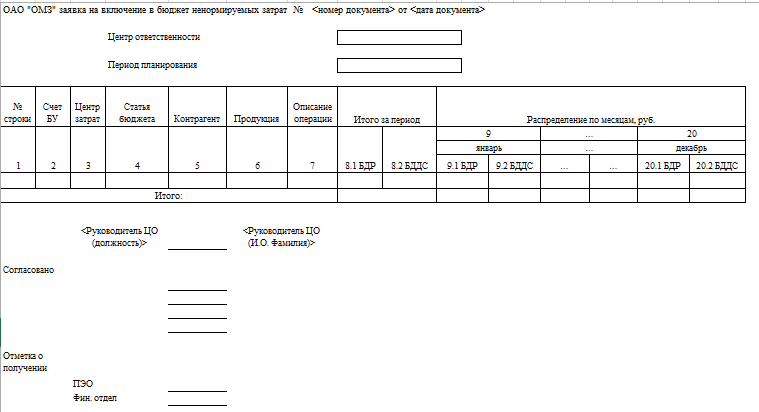 ОАО "ОМЗ" заявка на включение в бюджет ненормируемых затрат № <номер документа> от <дата документа>
Центр ответственности
Период планирования
№ строки Счет БУ Центр затрат Статья бюджета Контрагент Продукция Описание операции Итого за период Распределение по месяцам, руб.
9 ... 20
январь ... декабрь
1 2 3 4 5 6 7 8.1 БДР 8.2 БДДС 9.1 БДР 9.2 БДДС ... ... 20.1 БДР 20.2 БДДС
Итого:
<Руководитель ЦО <Руководитель ЦО
(должность)> (И.О. Фамилия)>
Согласовано
Отметка о
получении
ПЭО
Фин. отдел